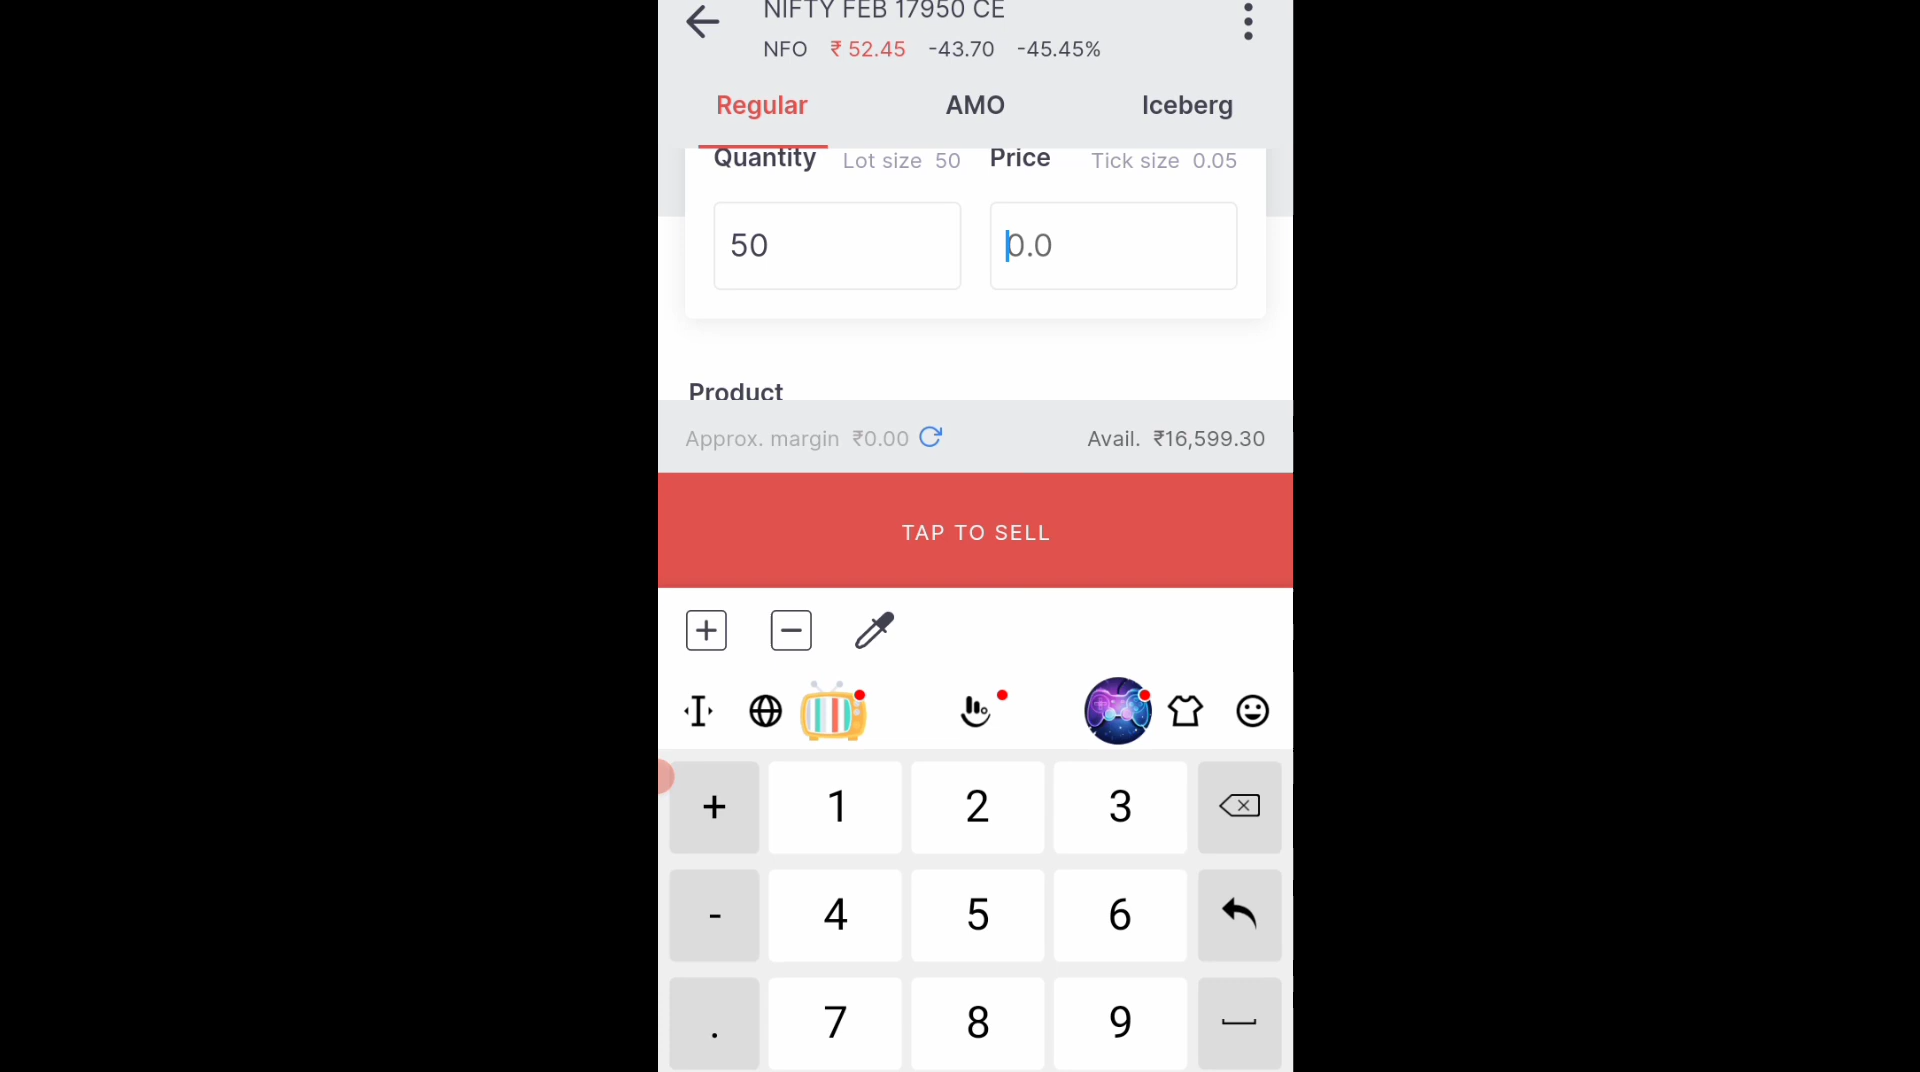 NIFTY FEB 17950 CE
NFO ₹ 52.45 -43.70 -45.45%
Regular AMO Iceberg
Quantity Lot size 50 Price Tick size 0.05
50 0.0
Product
Approx. margin ₹0.00 Avail. ₹16,599.30
TAP TO SELL
+ 1 2 3
- 4 5 6
. 7 8 9